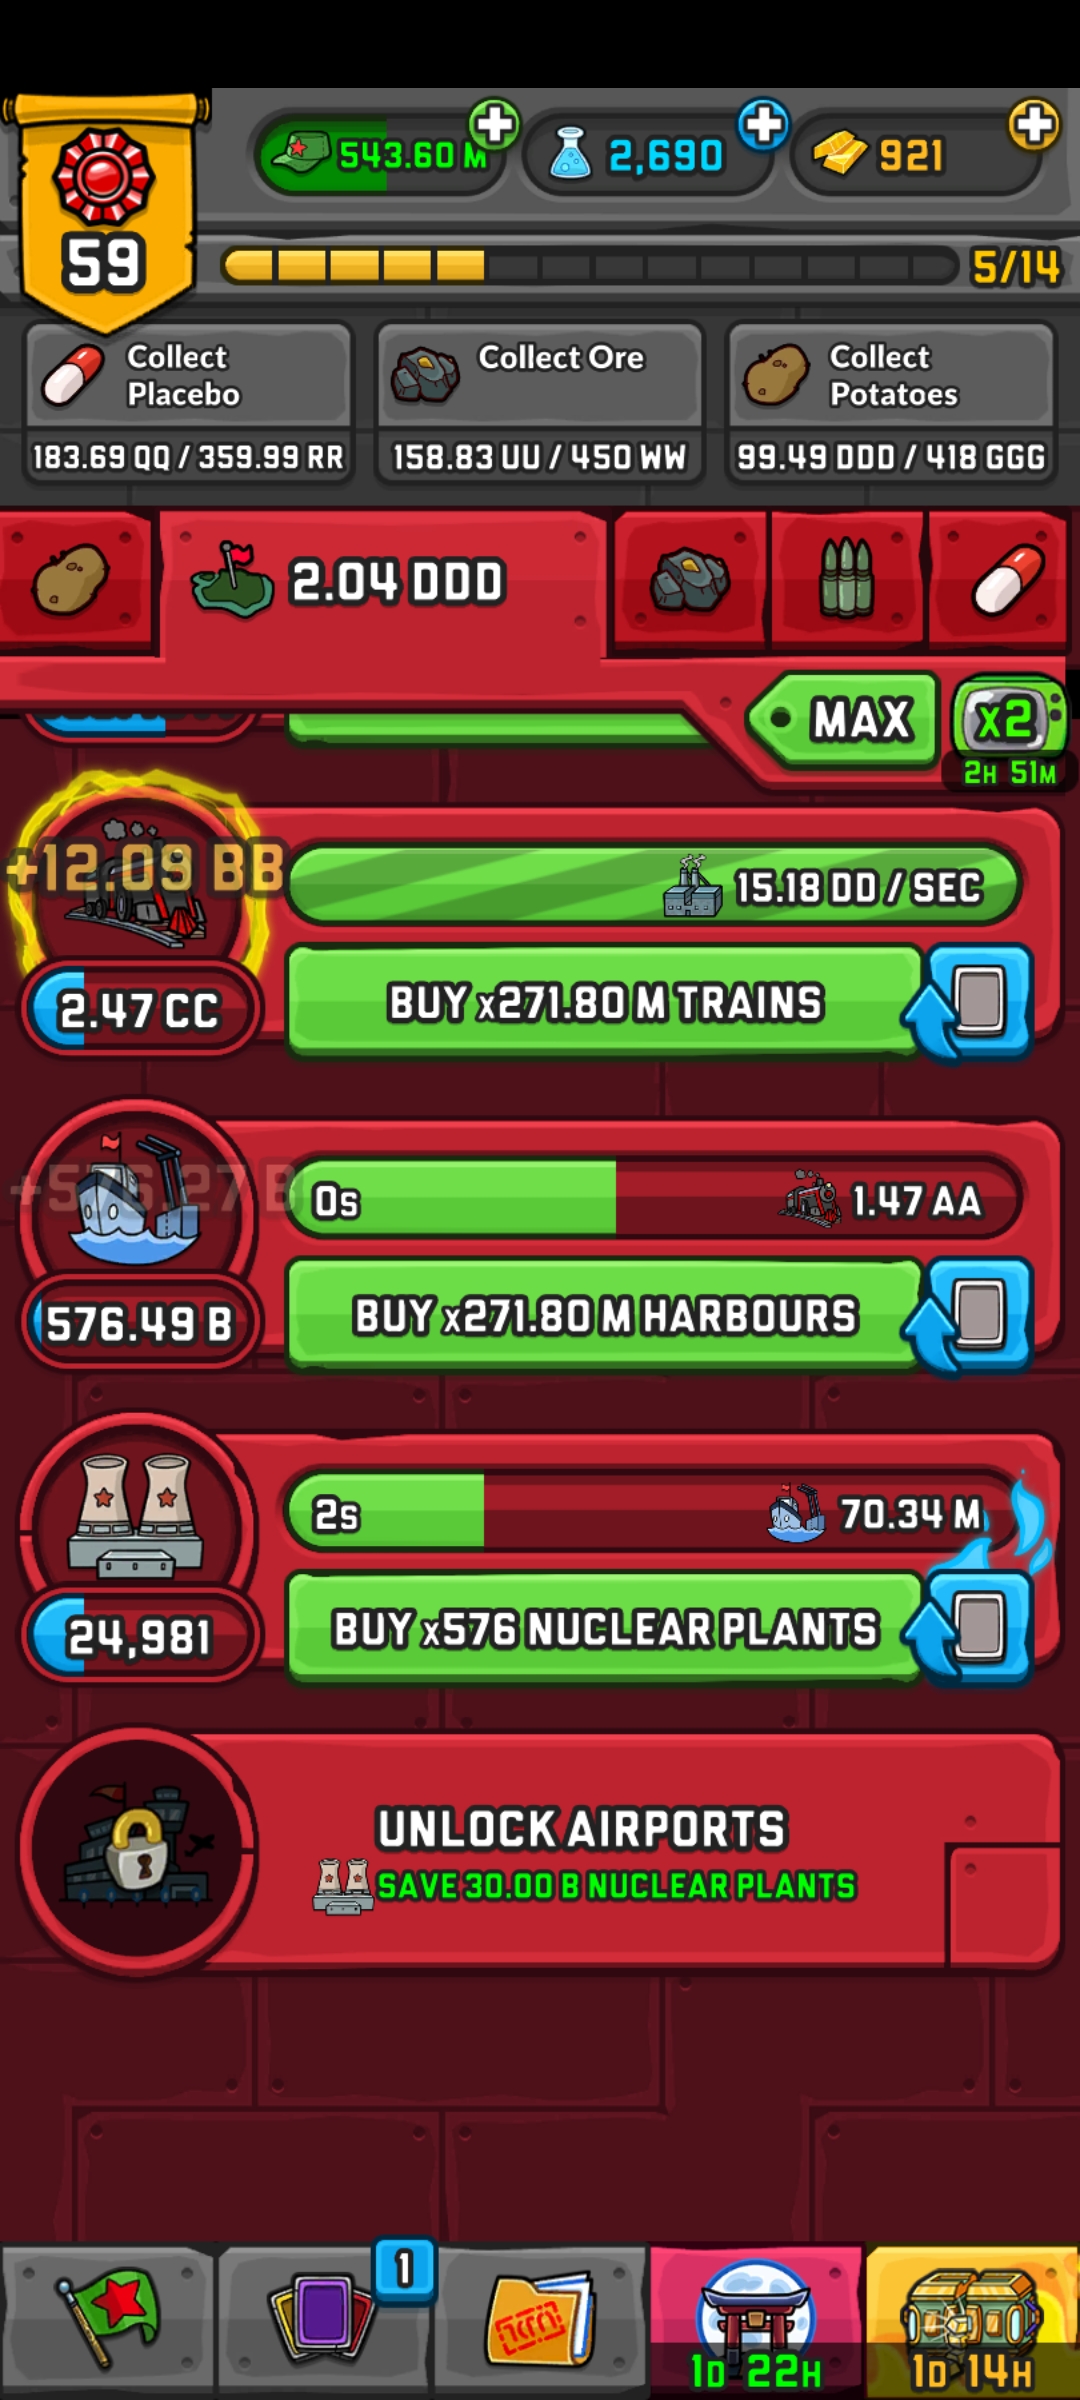 543.60 M
2,690
921
59
5/14
Collect
Placebo
183.69 QQ / 359.99 RR
Collect Ore
158.83 UU / 450 WW
Collect
Potatoes
99.49 DDD / 418 GGG
2.04 DDD
MAX
x2
2H 51M
+12.09 BB
15.18 DD / SEC
2.47 CC
BUY x271.80 M TRAINS
+576.27 B
0s
1.47 AA
576.49 B
BUY x271.80 M HARBOURS
2s
70.34 M
24,981
BUY x576 NUCLEAR PLANTS
UNLOCK AIRPORTS
SAVE 30.00 B NUCLEAR PLANTS
1
1D 22H
1D 14H